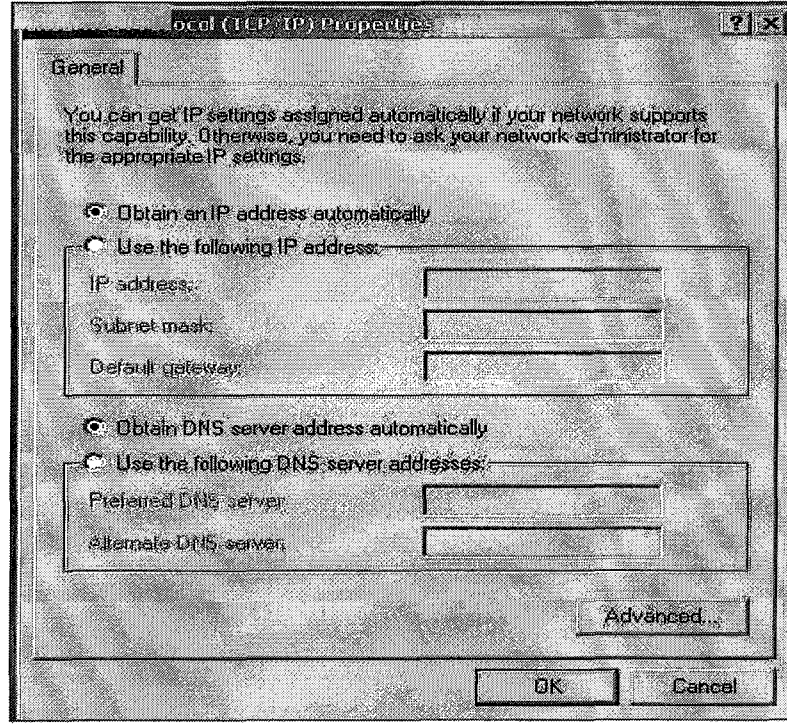 ocol (TCP/IP) Properties
General
You can get IP settings assigned automatically if your network supports
this capability. Otherwise, you need to ask your network administrator for
the appropriate IP settings.
Obtain an IP address automatically
Use the following IP address:
IP address:
Subnet mask:
Default gateway:
Obtain DNS server address automatically
Use the following DNS server addresses:
Preferred DNS server:
Alternate DNS server:
Advanced...
OK Cancel